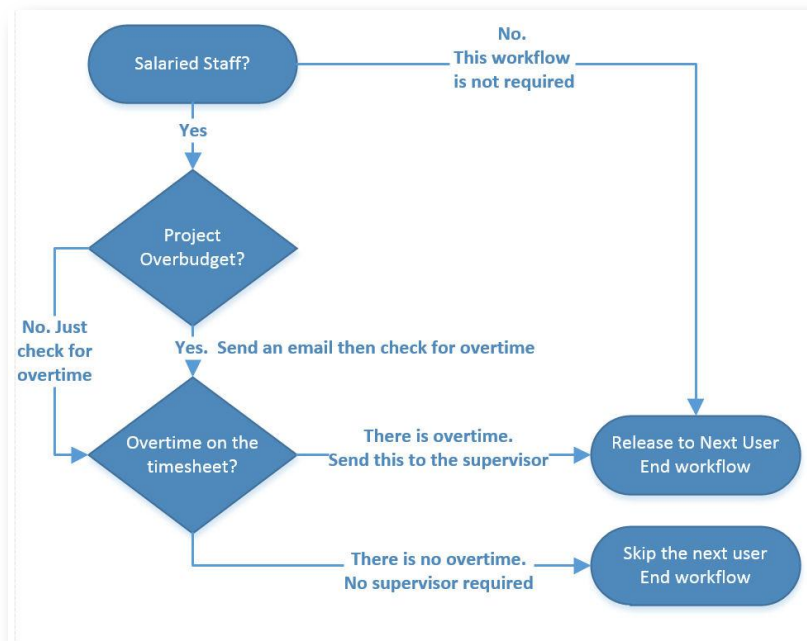 Salaried Staff?
No.
This workflow
is not required
Yes
Project
Overbudget?
No. Just
check for
overtime
Yes.  Send an email then check for overtime
Overtime on the
timesheet?
There is overtime.
Send this to the supervisor
Release to Next User
End workflow
There is no overtime.
No supervisor required
Skip the next user
End workflow